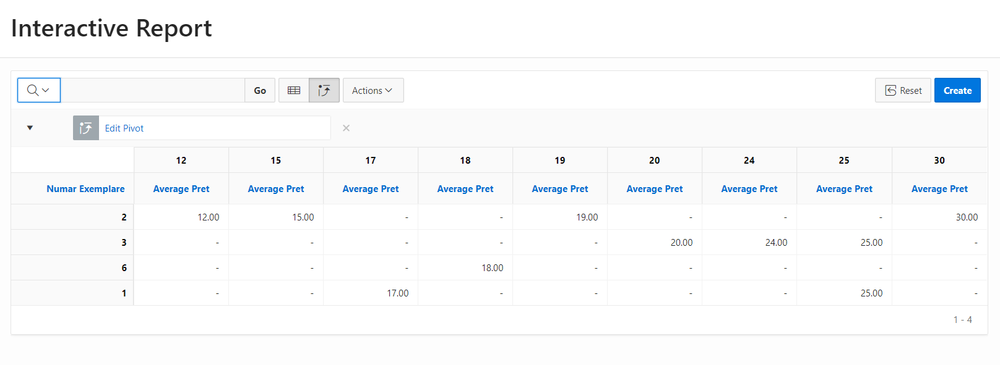 Interactive Report
Go Actions Reset Create
Edit Pivot
12 15 17 18 19 20 24 25 30
Numar Exemplare Average Pret Average Pret Average Pret Average Pret Average Pret Average Pret Average Pret Average Pret Average Pret
2 12.00 15.00 - - 19.00 - - - 30.00
3 - - - - - 20.00 24.00 25.00 -
6 - - - 18.00 - - - - -
1 - - 17.00 - - - - 25.00 -
1 - 4